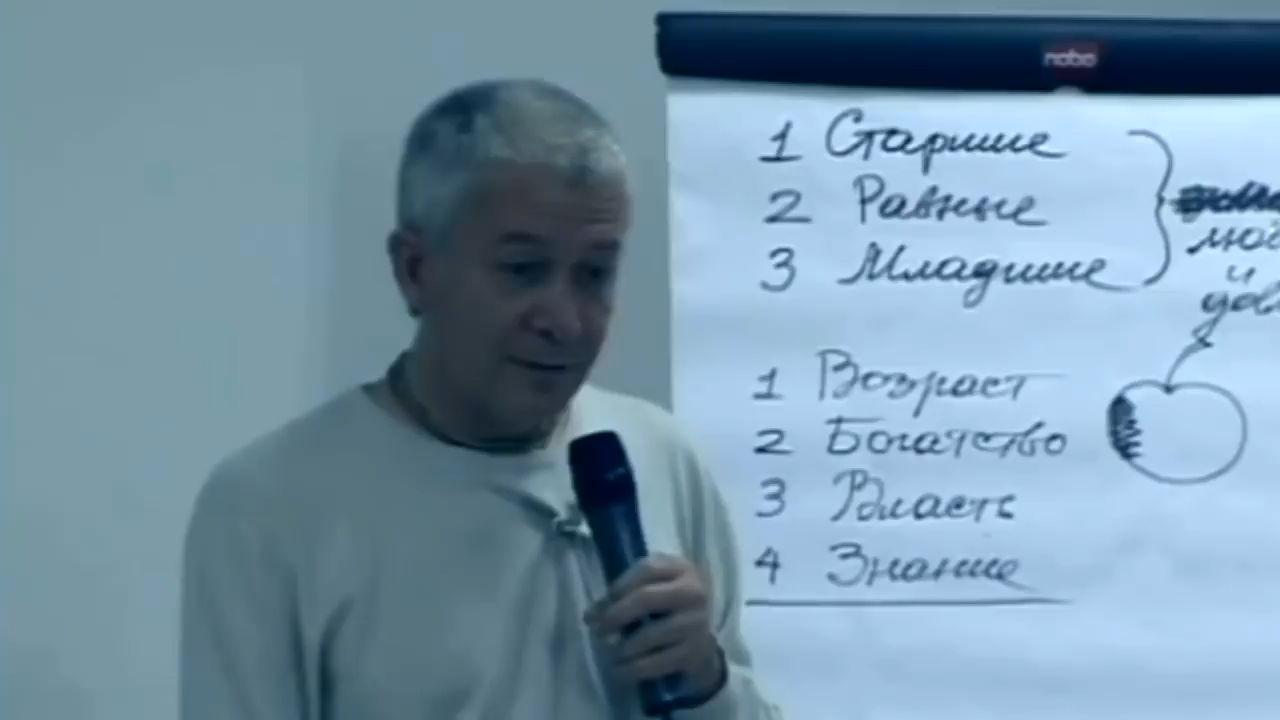 nobo
1 Старшие
2 Равные
3 Младшие
и
1 Возраст
2 Богатство
3 Власть
4 Знание